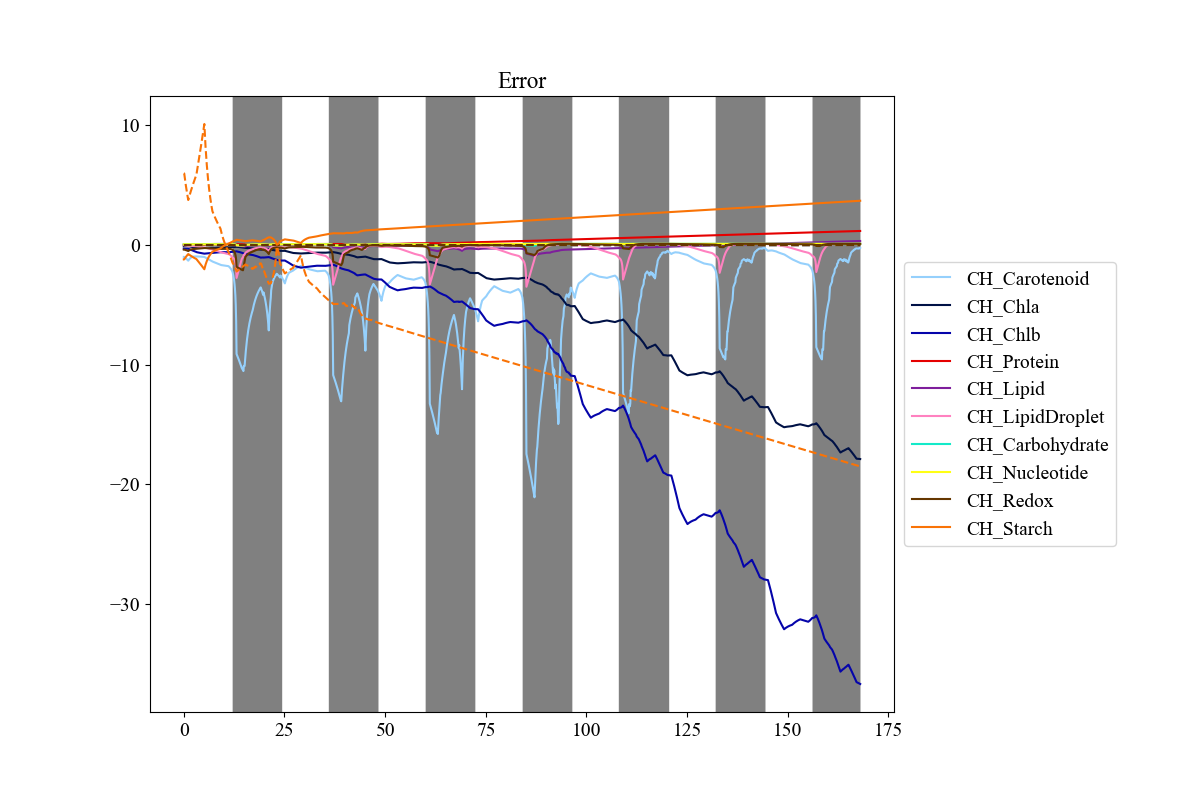 Error
10
0
−10
−20
−30
0 25 50 75 100 125 150 175
CH_Carotenoid
CH_Chla
CH_Chlb
CH_Protein
CH_Lipid
CH_LipidDroplet
CH_Carbohydrate
CH_Nucleotide
CH_Redox
CH_Starch